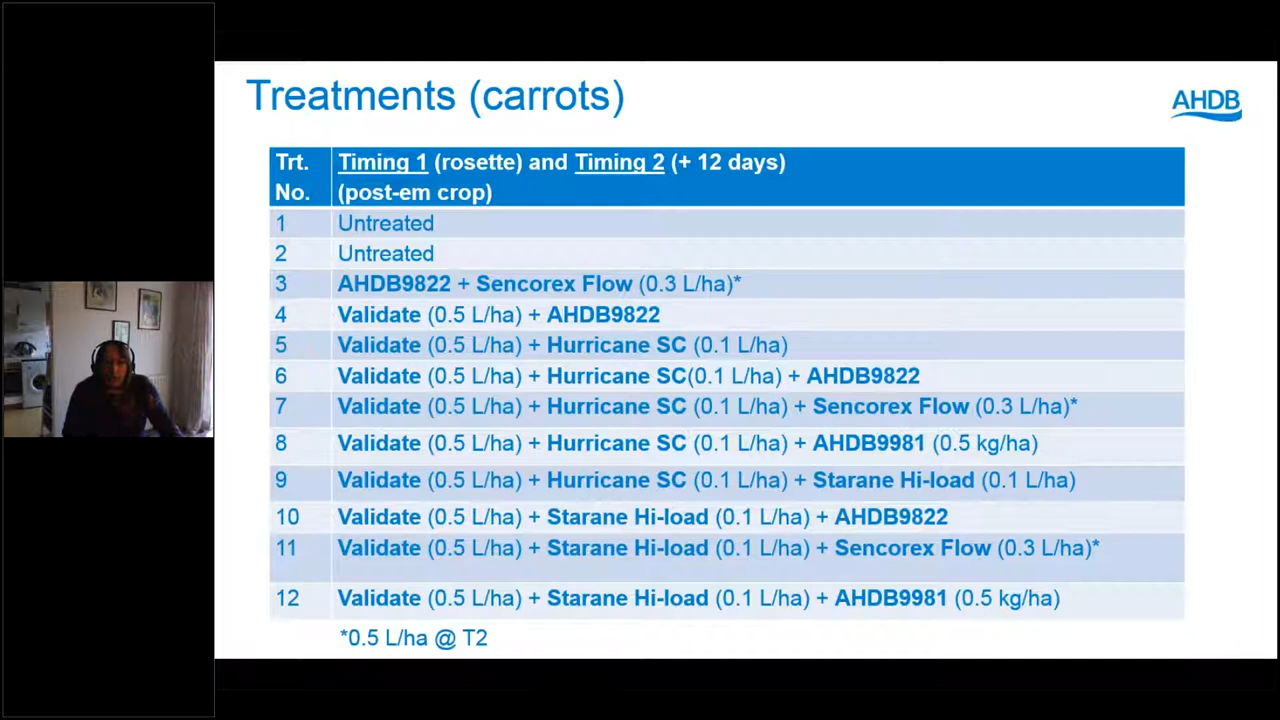 Treatments (carrots)
AHDB
Trt. No.
Timing 1 (rosette) and Timing 2 (+ 12 days)
(post-em crop)
1 Untreated
2 Untreated
3 AHDB9822 + Sencorex Flow (0.3 L/ha)*
4 Validate (0.5 L/ha) + AHDB9822
5 Validate (0.5 L/ha) + Hurricane SC (0.1 L/ha)
6 Validate (0.5 L/ha) + Hurricane SC(0.1 L/ha) + AHDB9822
7 Validate (0.5 L/ha) + Hurricane SC (0.1 L/ha) + Sencorex Flow (0.3 L/ha)*
8 Validate (0.5 L/ha) + Hurricane SC (0.1 L/ha) + AHDB9981 (0.5 kg/ha)
9 Validate (0.5 L/ha) + Hurricane SC (0.1 L/ha) + Starane Hi-load (0.1 L/ha)
10 Validate (0.5 L/ha) + Starane Hi-load (0.1 L/ha) + AHDB9822
11 Validate (0.5 L/ha) + Starane Hi-load (0.1 L/ha) + Sencorex Flow (0.3 L/ha)*
12 Validate (0.5 L/ha) + Starane Hi-load (0.1 L/ha) + AHDB9981 (0.5 kg/ha)
*0.5 L/ha @ T2